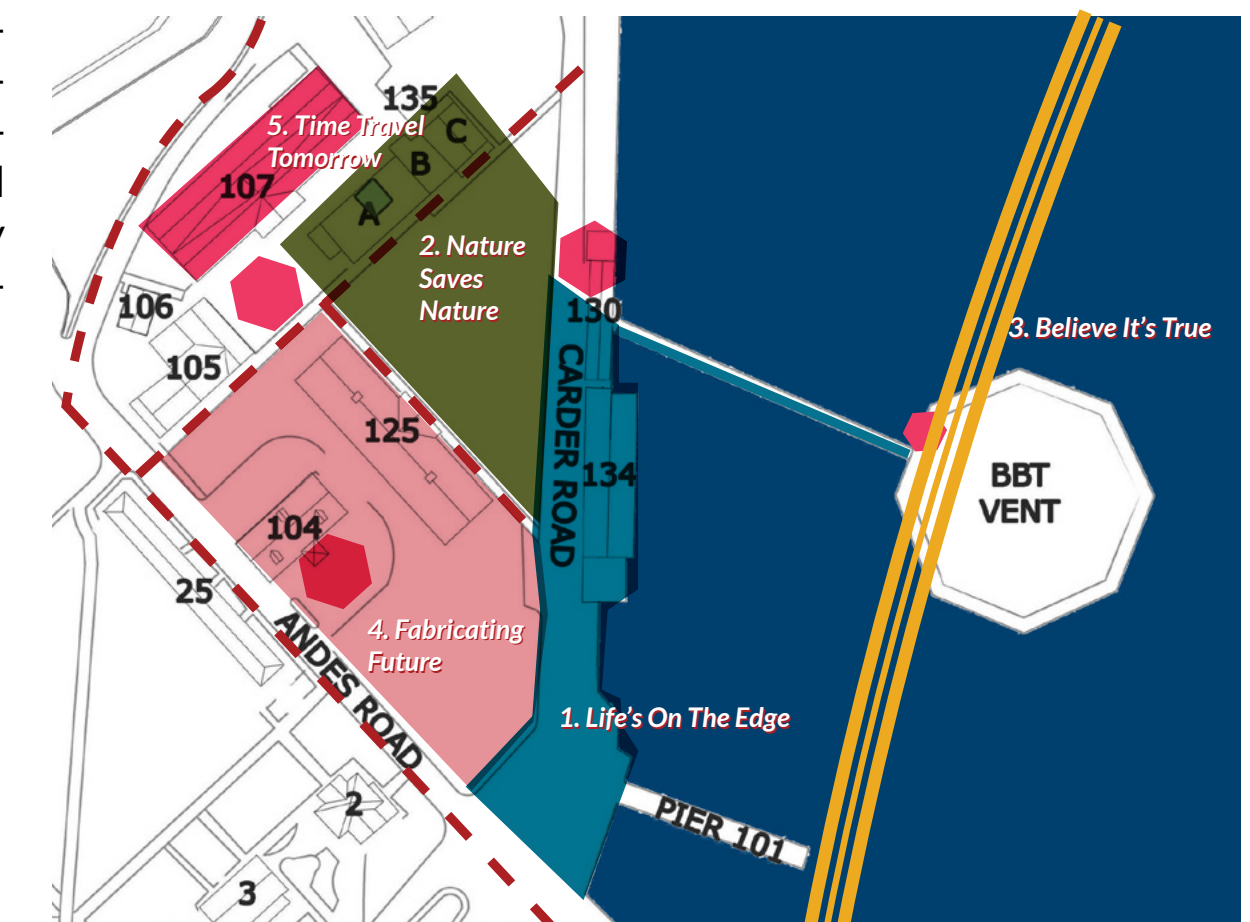 135
C
5. Time Travel
Tomorrow
B
107
A
2. Nature
Saves
Nature
106
130
3. Believe It's True
105
CARDER ROAD
125
134
BBT
VENT
104
25
4. Fabricating
Future
ANDES ROAD
1. Life's On The Edge
2
PIER 101
3